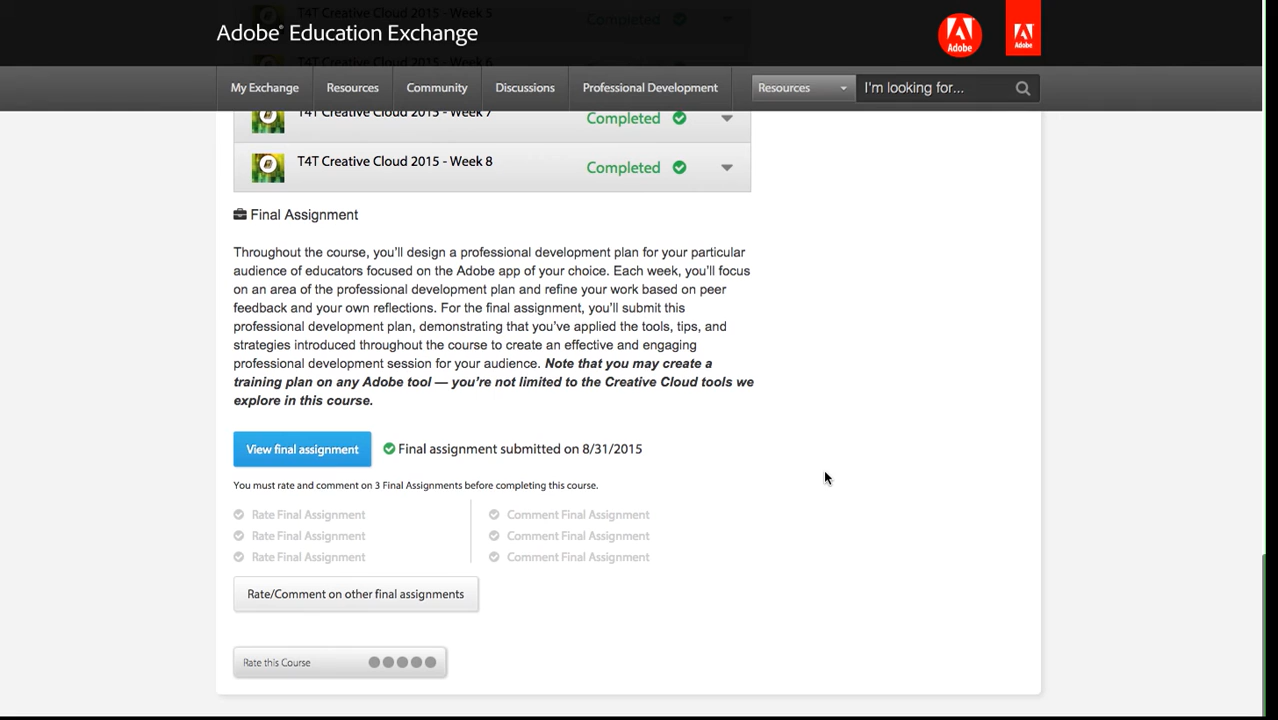 T4T Creative Cloud 2015 - Week 5 Completed
Adobe® Education Exchange
Adobe
Adobe
My Exchange Resources Community Discussions Professional Development Resources I'm looking for...
T4T Creative Cloud 2015 - Week 7 Completed
T4T Creative Cloud 2015 - Week 8 Completed
Final Assignment
Throughout the course, you'll design a professional development plan for your particular
audience of educators focused on the Adobe app of your choice. Each week, you'll focus
on an area of the professional development plan and refine your work based on peer
feedback and your own reflections. For the final assignment, you'll submit this
professional development plan, demonstrating that you've applied the tools, tips, and
strategies introduced throughout the course to create an effective and engaging
professional development session for your audience. Note that you may create a
training plan on any Adobe tool — you're not limited to the Creative Cloud tools we
explore in this course.
View final assignment Final assignment submitted on 8/31/2015
You must rate and comment on 3 Final Assignments before completing this course.
Rate Final Assignment Comment Final Assignment
Rate Final Assignment Comment Final Assignment
Rate Final Assignment Comment Final Assignment
Rate/Comment on other final assignments
Rate this Course